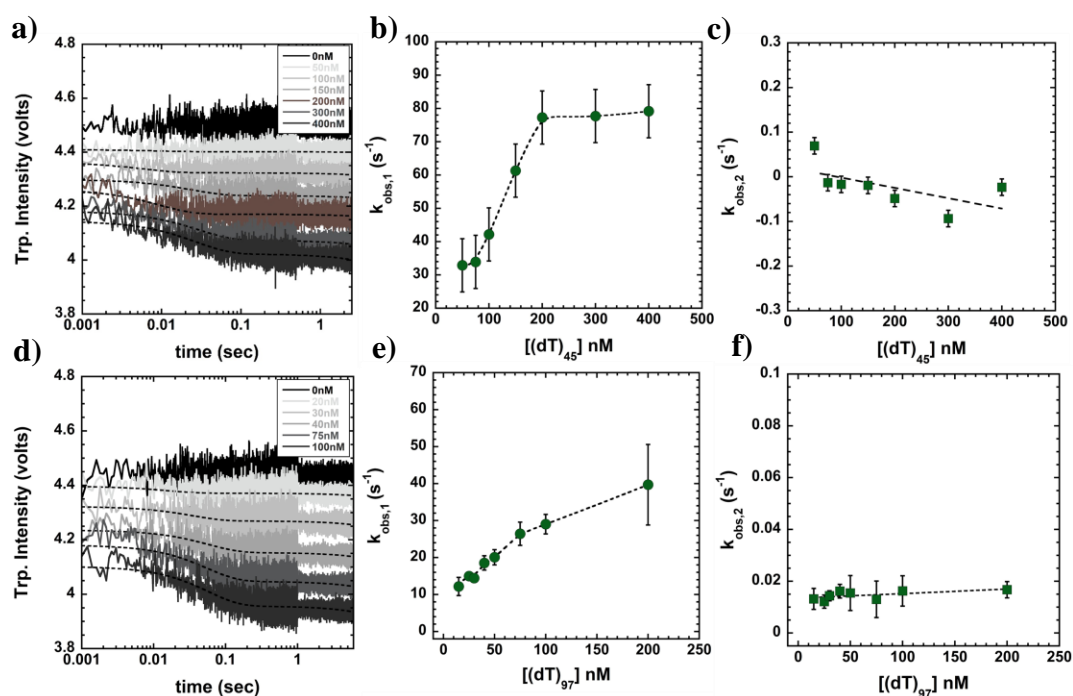 a)
4.8
4.6
4.4
4.2
4
3.8
Trp. Intensity (volts)
0nM
50nM
100nM
150nM
200nM
300nM
400nM
0.001
0.01
0.1
1
time (sec)
b)
100
90
80
70
60
50
40
30
20
10
k_obs,1 (s⁻¹)
0
100
200
300
400
500
[(dT)₄₅] nM
c)
0.3
0.2
0.1
0
-0.1
-0.2
-0.3
k_obs,2 (s⁻¹)
0
100
200
300
400
500
[(dT)₄₅] nM
d)
4.8
4.6
4.4
4.2
4
3.8
Trp. Intensity (volts)
0nM
20nM
30nM
40nM
75nM
100nM
0.001
0.01
0.1
1
time (sec)
e)
60
50
40
30
20
10
0
k_obs,1 (s⁻¹)
0
50
100
150
200
250
[(dT)₉₇] nM
f)
0.1
0.08
0.06
0.04
0.02
0
k_obs,2 (s⁻¹)
0
50
100
150
200
250
[(dT)₉₇] nM